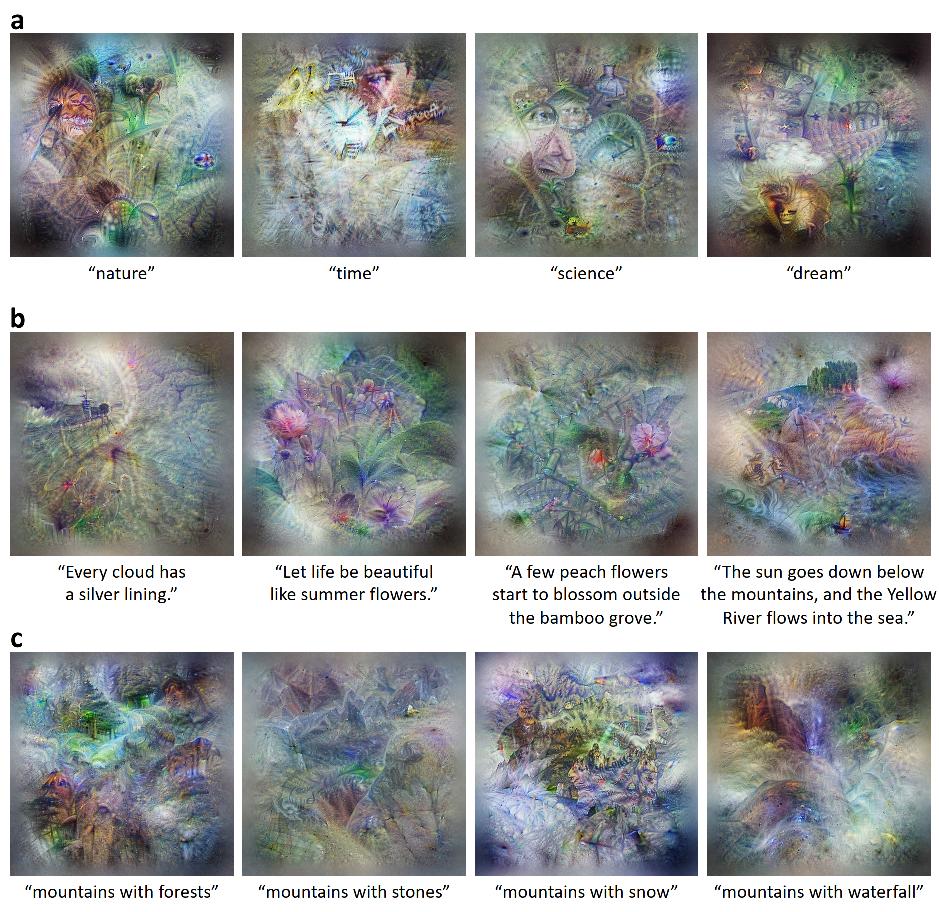 a
“nature”
“time”
“science”
“dream”
b
“Every cloud has
a silver lining.”
“Let life be beautiful
like summer flowers.”
“A few peach flowers
start to blossom outside
the bamboo grove.”
“The sun goes down below
the mountains, and the Yellow
River flows into the sea.”
c
“mountains with forests”
“mountains with stones”
“mountains with snow”
“mountains with waterfall”